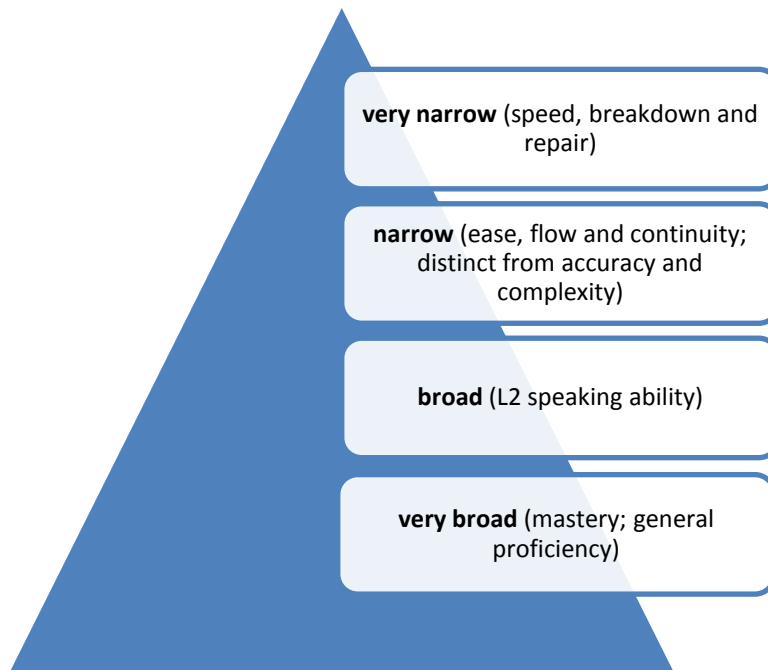 very narrow (speed, breakdown and
repair)
narrow (ease, flow and continuity;
distinct from accuracy and
complexity)
broad (L2 speaking ability)
very broad (mastery; general
proficiency)